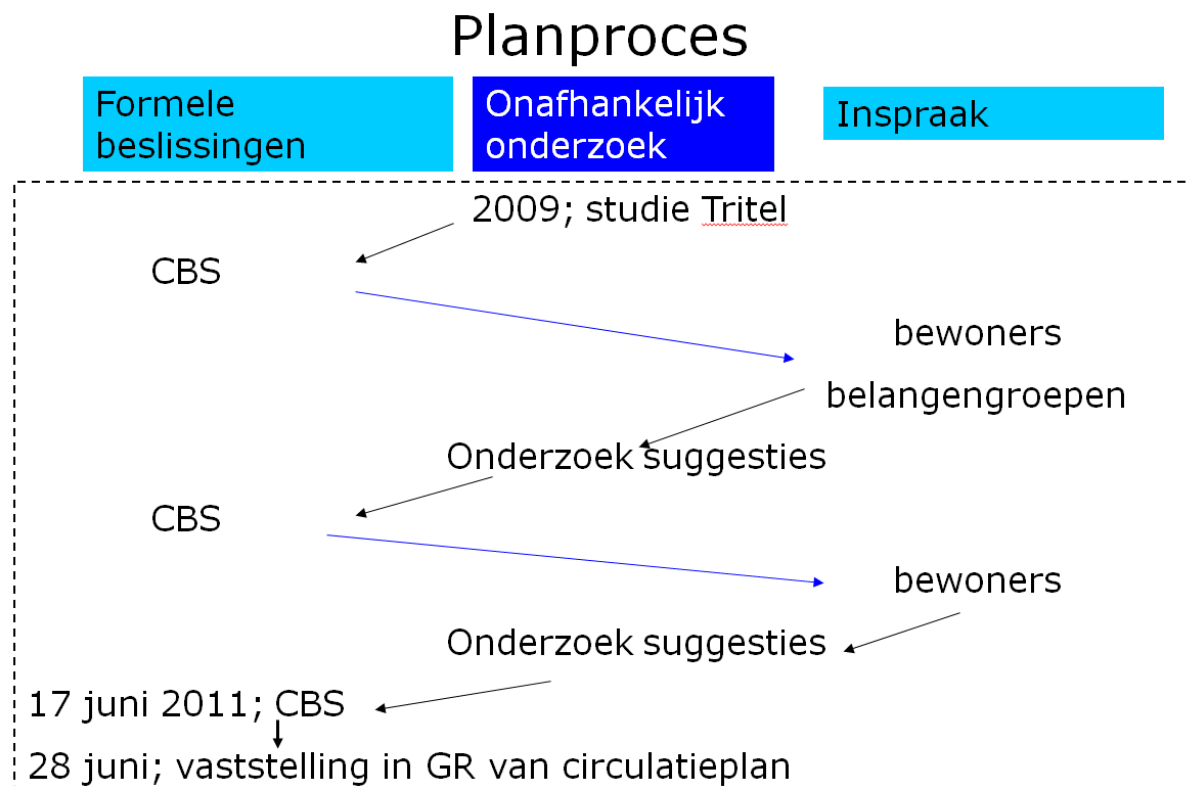 Planproces
Formele
beslissingen
Onafhankelijk
onderzoek
Inspraak
2009; studie Tritel
CBS
bewoners
belangengroepen
Onderzoek suggesties
CBS
bewoners
Onderzoek suggesties
17 juni 2011; CBS
28 juni; vaststelling in GR van circulatieplan